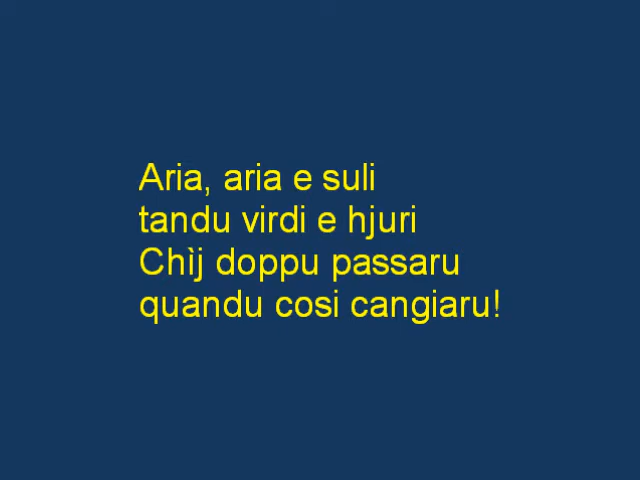 Aria, aria e suli
tandu virdi e hjuri
Chìj doppu passaru
quandu cosi cangiaru!